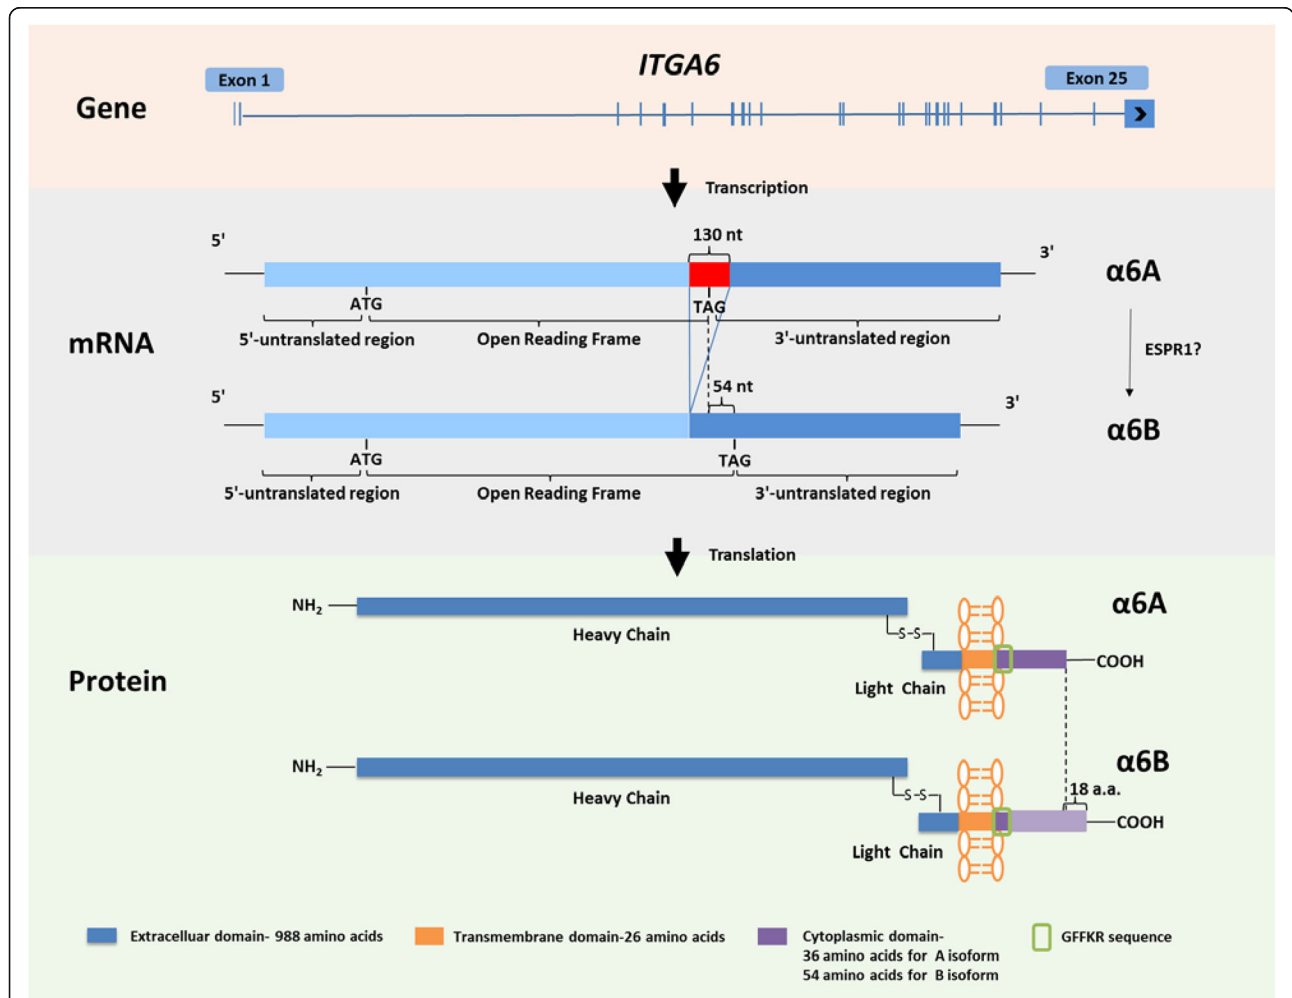 ITGA6
Exon 1
Exon 25
Gene
Transcription
130 nt
5'
3'
α6A
ATG
TAG
5'-untranslated region
Open Reading Frame
3'-untranslated region
mRNA
ESPR1?
54 nt
5'
3'
α6B
ATG
TAG
5'-untranslated region
Open Reading Frame
3'-untranslated region
Translation
α6A
NH2
Heavy Chain
S-S
COOH
Light Chain
Protein
α6B
NH2
Heavy Chain
S-S
18 a.a.
COOH
Light Chain
Extracelluar domain- 988 amino acids
Transmembrane domain-26 amino acids
Cytoplasmic domain-
36 amino acids for A isoform
54 amino acids for B isoform
GFFKR sequence